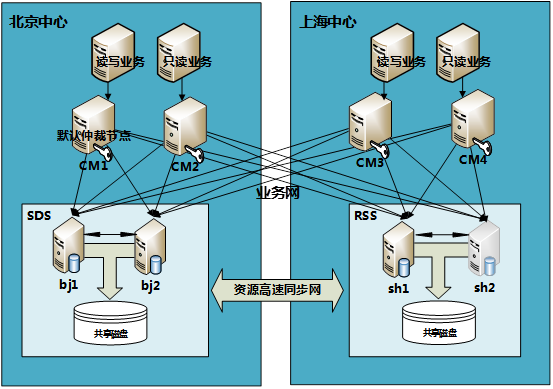 北京中心
上海中心
读写业务
只读业务
读写业务
只读业务
默认仲裁节点
CM1
CM2
CM3
CM4
业务网
SDS
RSS
bj1
bj2
sh1
sh2
资源高速同步网
共享磁盘
共享磁盘